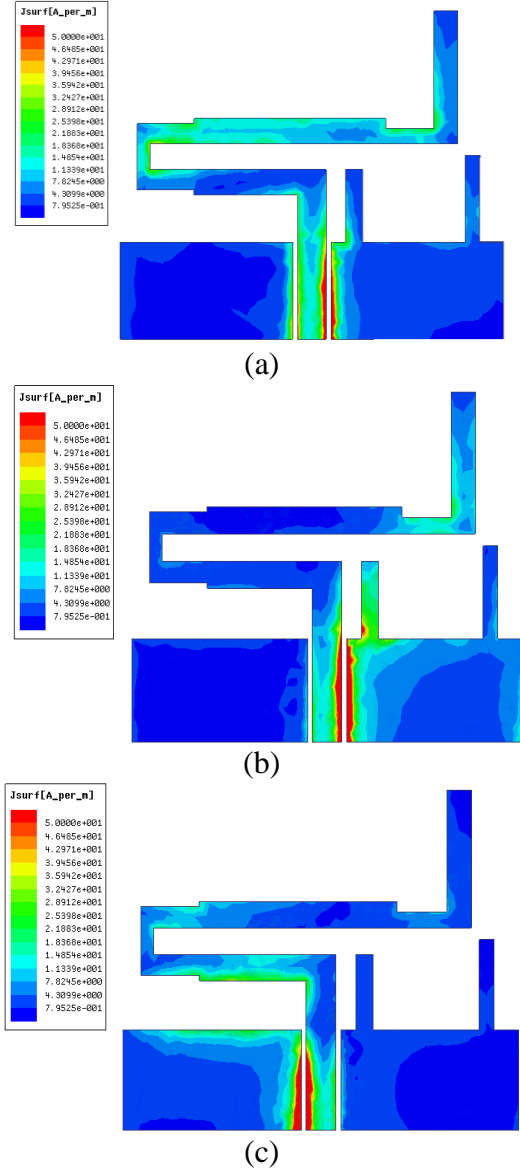 Jsurf[A_per_m]
5.0000e+001
4.6485e+001
4.2971e+001
3.9456e+001
3.5942e+001
3.2427e+001
2.8912e+001
2.5398e+001
2.1883e+001
1.8368e+001
1.4854e+001
1.1339e+001
7.8245e+000
4.3099e+000
7.9525e-001
(a)
Jsurf[A_per_m]
5.0000e+001
4.6485e+001
4.2971e+001
3.9456e+001
3.5942e+001
3.2427e+001
2.8912e+001
2.5398e+001
2.1883e+001
1.8368e+001
1.4854e+001
1.1339e+001
7.8245e+000
4.3099e+000
7.9525e-001
(b)
Jsurf[A_per_m]
5.0000e+001
4.6485e+001
4.2971e+001
3.9456e+001
3.5942e+001
3.2427e+001
2.8912e+001
2.5398e+001
2.1883e+001
1.8368e+001
1.4854e+001
1.1339e+001
7.8245e+000
4.3099e+000
7.9525e-001
(c)